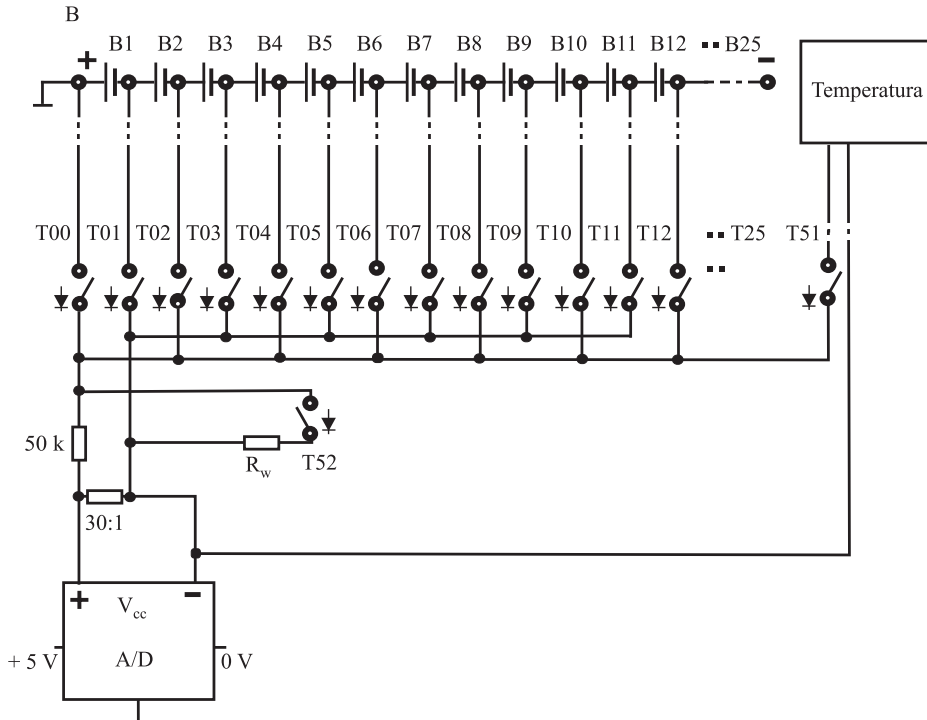 B
+ B1 B2 B3 B4 B5 B6 B7 B8 B9 B10 B11 B12 B25 −
Temperatura
T00 T01 T02 T03 T04 T05 T06 T07 T08 T09 T10 T11 T12 T25 T51
50 k
R_w T52
30:1
+ −
V_cc
+ 5 V A/D 0 V